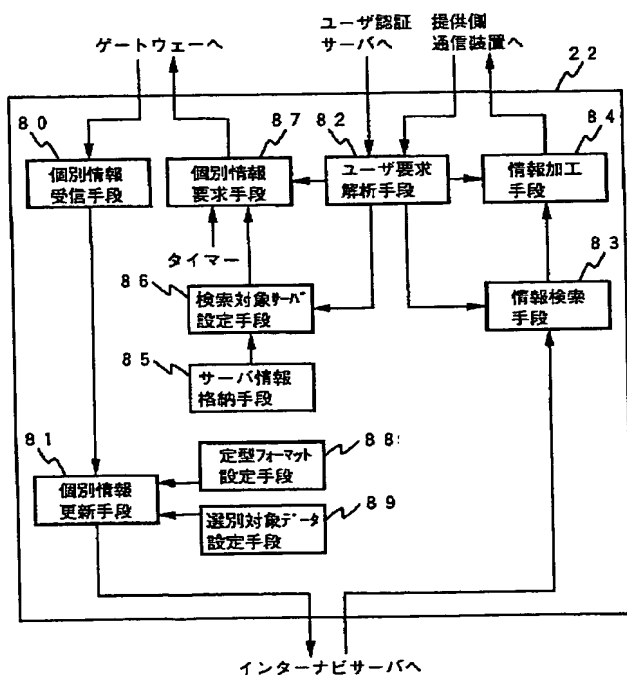 ゲートウェーへ
ユーザ認証
サーバへ
提供側
通信装置へ
22
80
個別情報
受信手段
87
個別情報
要求手段
82
ユーザ要求
解析手段
84
情報加工
手段
タイマー
86
検索対象サーバ
設定手段
83
情報検索
手段
85
サーバ情報
格納手段
81
個別情報
更新手段
定型フォーマット
設定手段
88
選別対象データ
設定手段
89
インターナビサーバへ